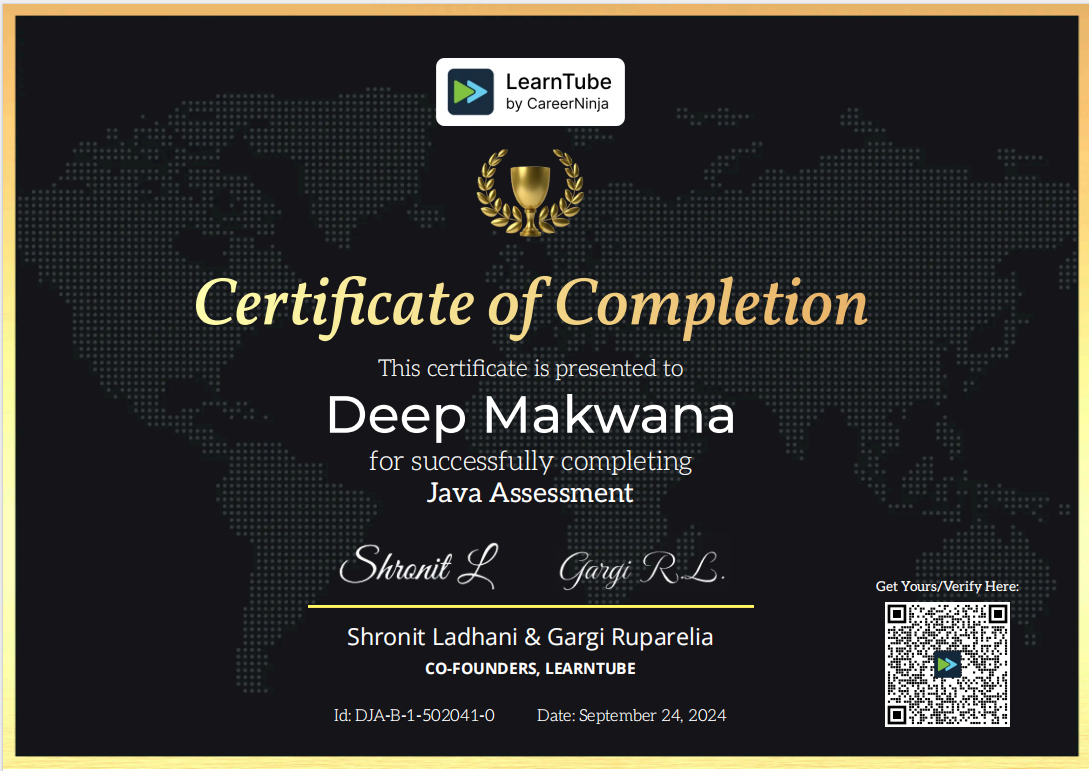 LearnTube
by CareerNinja
Certificate of Completion
This certificate is presented to
Deep Makwana
for successfully completing
Java Assessment
Shronit L Gargi R.L.
Shronit Ladhani & Gargi Ruparelia
CO-FOUNDERS, LEARNTUBE
Id: DJA-B-1-502041-0 Date: September 24, 2024
Get Yours/Verify Here: